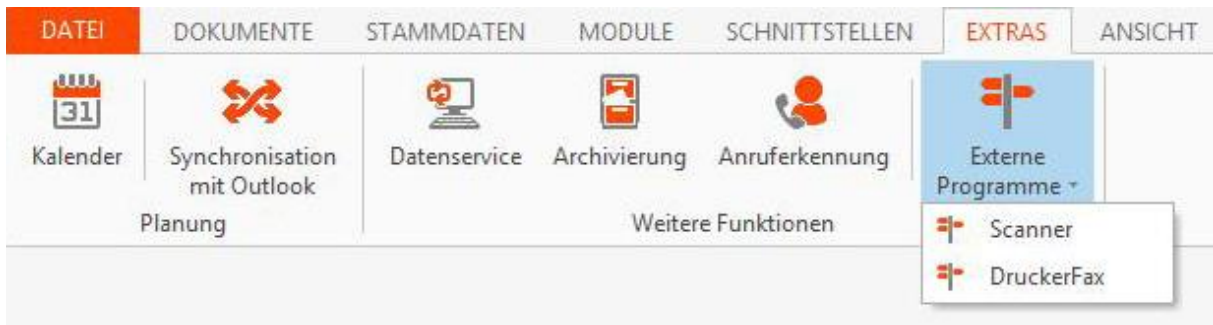 DATEI DOKUMENTE STAMMDATEN MODULE SCHNITTSTELLEN EXTRAS ANSICHT
31
Kalender Synchronisation Datenservice Archivierung Anruferkennung Externe
mit Outlook Programme
Planung Weitere Funktionen
Scanner
DruckerFax